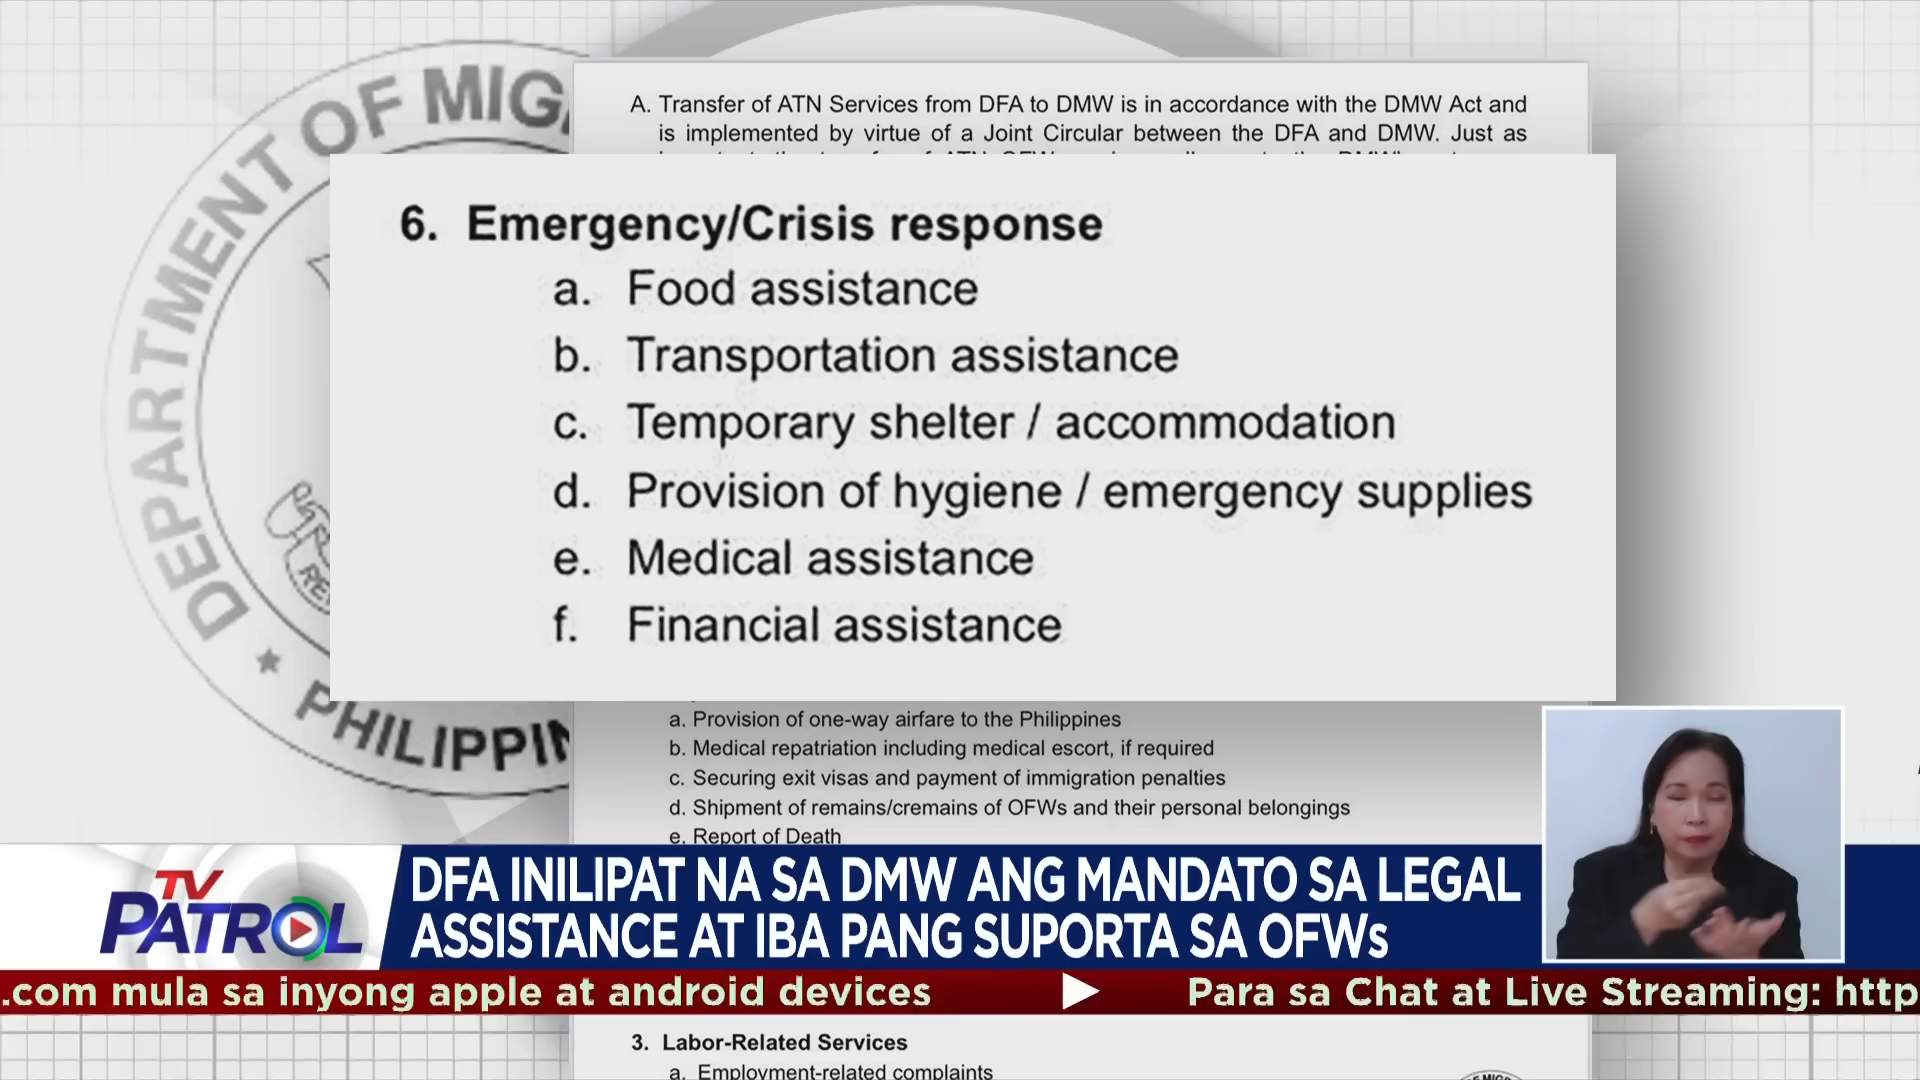 DEPARTMENT OF MIG
PHILIPPIN
A. Transfer of ATN Services from DFA to DMW is in accordance with the DMW Act and
is implemented by virtue of a Joint Circular between the DFA and DMW. Just as
6. Emergency/Crisis response
a. Food assistance
b. Transportation assistance
c. Temporary shelter / accommodation
d. Provision of hygiene / emergency supplies
e. Medical assistance
f. Financial assistance
a. Provision of one-way airfare to the Philippines
b. Medical repatriation including medical escort, if required
c. Securing exit visas and payment of immigration penalties
d. Shipment of remains/cremains of OFWs and their personal belongings
e. Report of Death
TV PATROL
DFA INILIPAT NA SA DMW ANG MANDATO SA LEGAL
ASSISTANCE AT IBA PANG SUPORTA SA OFWs
.com mula sa inyong apple at android devices
Para sa Chat at Live Streaming: http
3. Labor-Related Services
a. Employment-related complaints